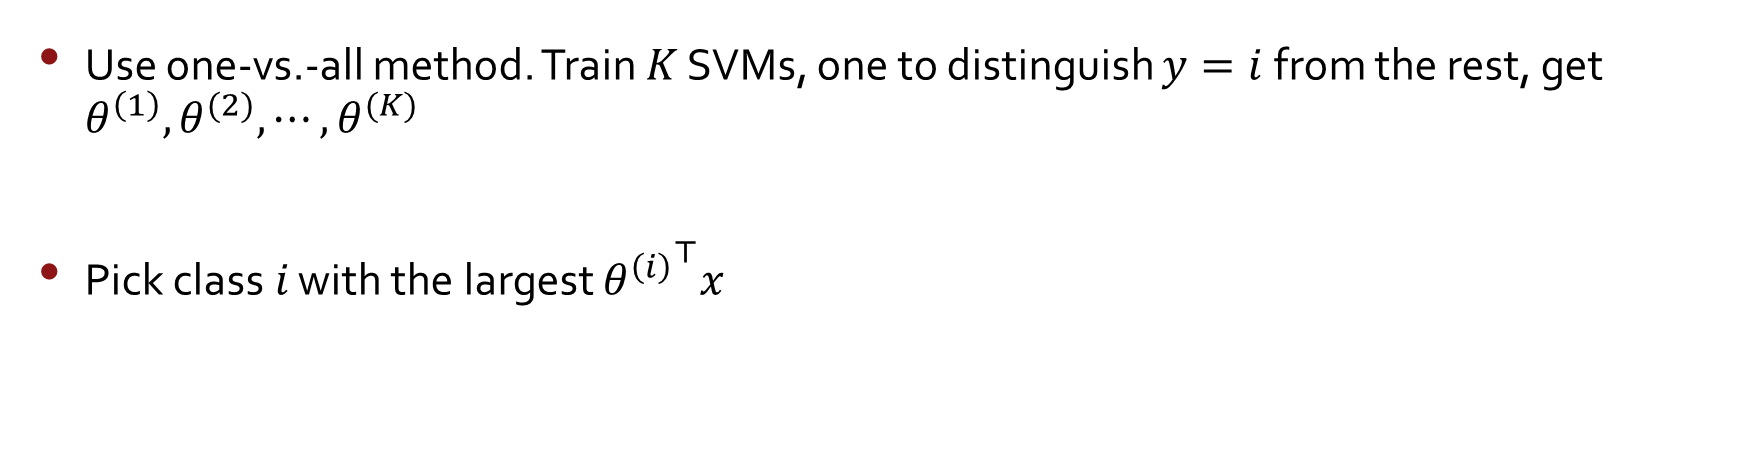 • Use one-vs.-all method. Train K SVMs, one to distinguish y = i from the rest, get
θ⁽¹⁾, θ⁽²⁾, ⋯, θ⁽ᴷ⁾
• Pick class i with the largest θ⁽ⁱ⁾ᵀx